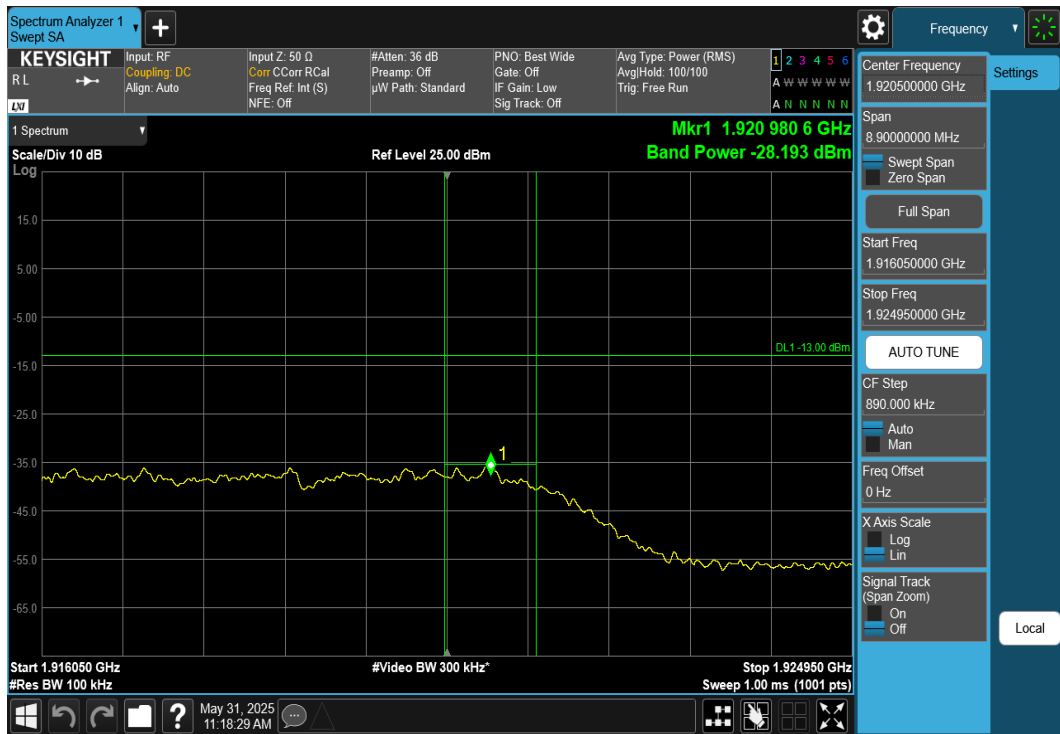 Spectrum Analyzer 1
Swept SA
Frequency
KEYSIGHT
R L
LXI
Input: RF
Coupling: DC
Align: Auto
Input Z: 50 Ω
Corr CCorr RCal
Freq Ref: Int (S)
NFE: Off
#Atten: 36 dB
Preamp: Off
µW Path: Standard
PNO: Best Wide
Gate: Off
IF Gain: Low
Sig Track: Off
Avg Type: Power (RMS)
Avg|Hold: 100/100
Trig: Free Run
1 2 3 4 5 6
A W W W W W
A N N N N N
1 Spectrum
Scale/Div 10 dB
Log
Ref Level 25.00 dBm
Mkr1 1.920 980 6 GHz
Band Power -28.193 dBm
15.0
5.00
-5.00
DL1 -13.00 dBm
-15.0
-25.0
-35.0
1
-45.0
-55.0
-65.0
Start 1.916050 GHz
#Video BW 300 kHz*
Stop 1.924950 GHz
#Res BW 100 kHz
Sweep 1.00 ms (1001 pts)
?
May 31, 2025
11:18:29 AM
Center Frequency
1.920500000 GHz
Settings
Span
8.90000000 MHz
Swept Span
Zero Span
Full Span
Start Freq
1.916050000 GHz
Stop Freq
1.924950000 GHz
AUTO TUNE
CF Step
890.000 kHz
Auto
Man
Freq Offset
0 Hz
X Axis Scale
Log
Lin
Signal Track
(Span Zoom)
On
Off
Local